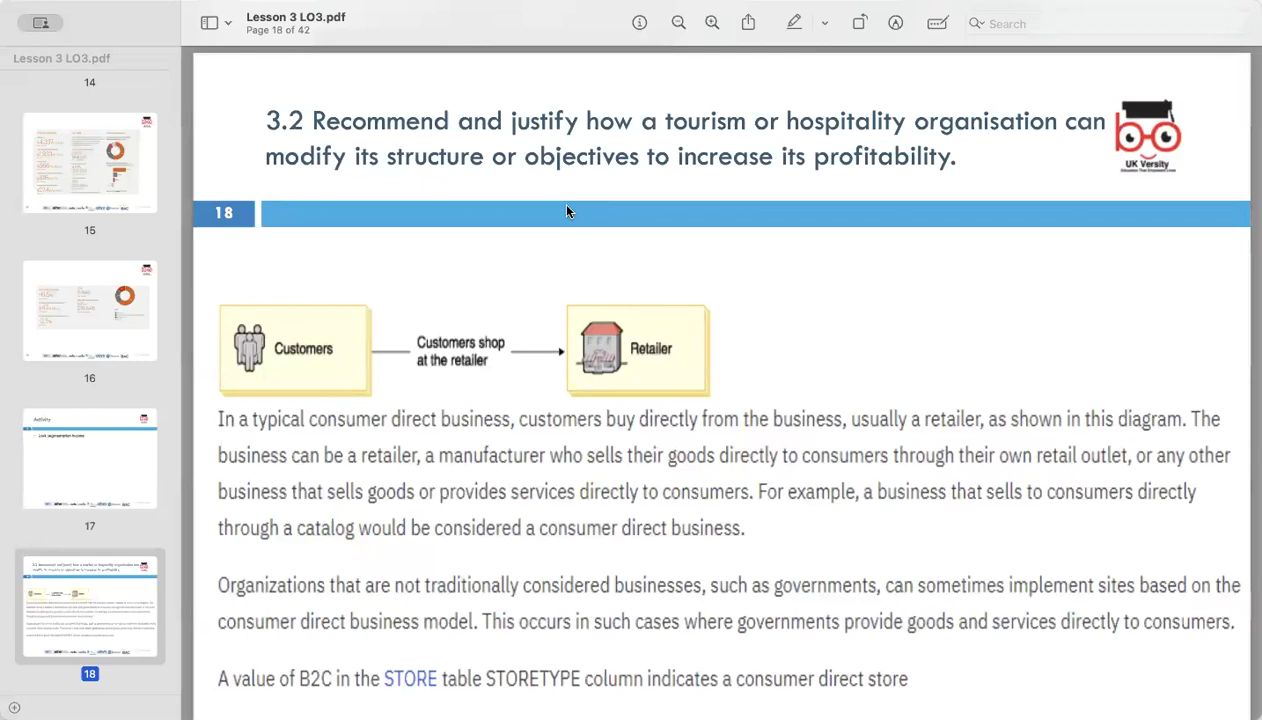 Lesson 3 LO3.pdf
Page 18 of 42
Search
Lesson 3 LO3.pdf
14
15
16
Activity
17
18
3.2 Recommend and justify how a tourism or hospitality organisation can
modify its structure or objectives to increase its profitability.
UK Versity
18
Customers
Customers shop
at the retailer
Retailer
In a typical consumer direct business, customers buy directly from the business, usually a retailer, as shown in this diagram. The
business can be a retailer, a manufacturer who sells their goods directly to consumers through their own retail outlet, or any other
business that sells goods or provides services directly to consumers. For example, a business that sells to consumers directly
through a catalog would be considered a consumer direct business.
Organizations that are not traditionally considered businesses, such as governments, can sometimes implement sites based on the
consumer direct business model. This occurs in such cases where governments provide goods and services directly to consumers.
A value of B2C in the STORE table STORETYPE column indicates a consumer direct store